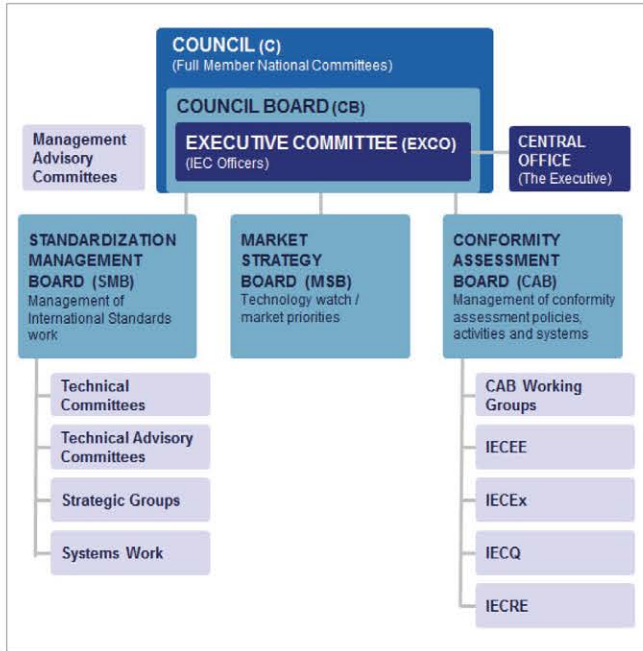 COUNCIL (C)
(Full Member National Committees)
COUNCIL BOARD (CB)
Management
Advisory
Committees
EXECUTIVE COMMITTEE (EXCO)
(IEC Officers)
CENTRAL
OFFICE
(The Executive)
STANDARDIZATION
MANAGEMENT
BOARD (SMB)
Management of
International Standards
work
MARKET
STRATEGY
BOARD (MSB)
Technology watch /
market priorities
CONFORMITY
ASSESSMENT
BOARD (CAB)
Management of conformity
assessment policies,
activities and systems
Technical
Committees
Technical Advisory
Committees
Strategic Groups
Systems Work
CAB Working
Groups
IECEE
IECEx
IECQ
IECRE